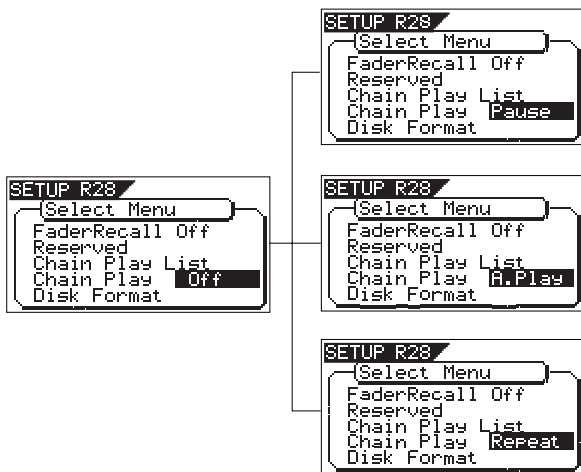 SETUP R28
Select Menu
FaderRecall Off
Reserved
Chain Play List
Chain Play Pause
Disk Format
SETUP R28
Select Menu
FaderRecall Off
Reserved
Chain Play List
Chain Play Off
Disk Format
SETUP R28
Select Menu
FaderRecall Off
Reserved
Chain Play List
Chain Play A.Play
Disk Format
SETUP R28
Select Menu
FaderRecall Off
Reserved
Chain Play List
Chain Play Repeat
Disk Format